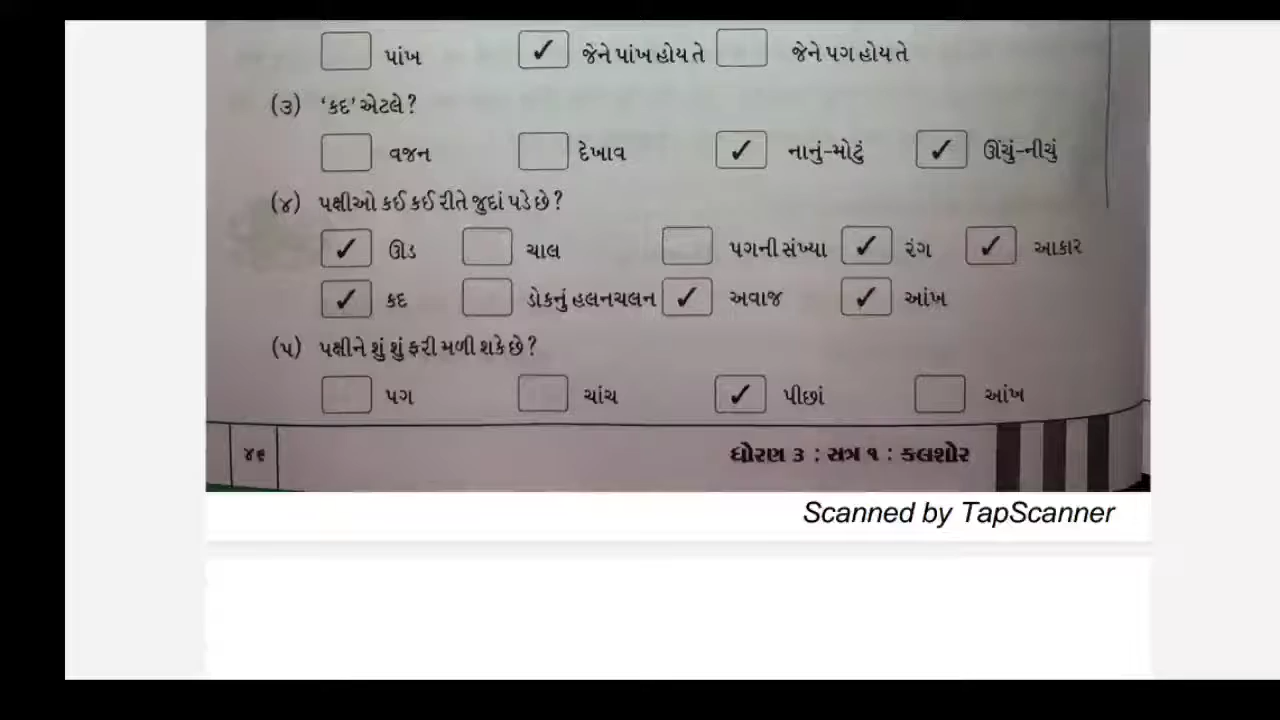 પાંખ ✓ જેને પાંખ હોય તે જેને પગ હોય તે
(૩) ‘કદ’ એટલે?
વજન દેખાવ ✓ નાનું-મોટું ✓ ઊંચું-નીચું
(૪) પક્ષીઓ કઈ કઈ રીતે જુદાં પડે છે?
✓ ઊડ ચાલ પગની સંખ્યા ✓ રંગ ✓ આકાર
✓ કદ ડોકનું હલનચલન ✓ અવાજ ✓ આંખ
(૫) પક્ષીને શું શું ફરી મળી શકે છે?
પગ ચાંચ ✓ પીછાં આંખ
૪૬ ધોરણ ૩ : સત્ર ૧ : કલશોર
Scanned by TapScanner